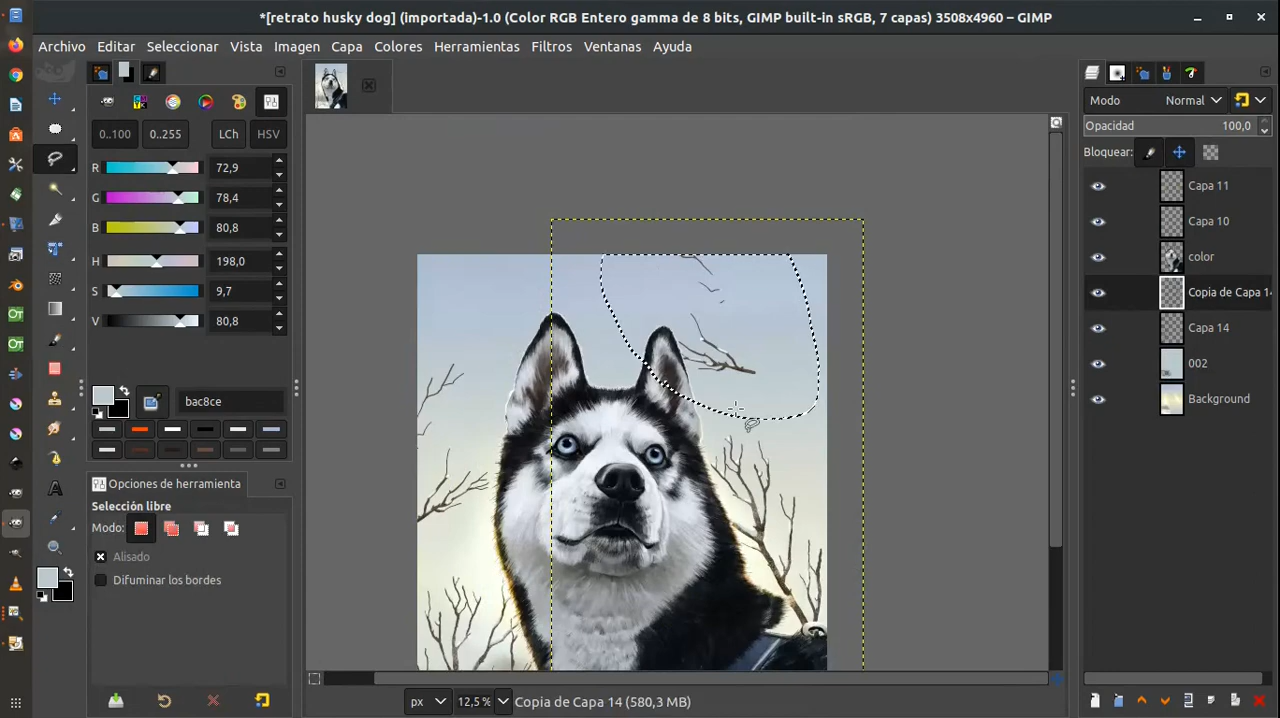 *[retrato husky dog] (importada)-1.0 (Color RGB Entero gamma de 8 bits, GIMP built-in sRGB, 7 capas) 3508x4960 – GIMP
Archivo Editar Seleccionar Vista Imagen Capa Colores Herramientas Filtros Ventanas Ayuda
Modo Normal
0..100 0..255 LCh HSV
Opacidad 100,0
Bloquear:
R 72,9
G 78,4
B 80,8
H 198,0
S 9,7
V 80,8
bac8ce
Opciones de herramienta
Selección libre
Modo:
Alisado
Difuminar los bordes
Capa 11
Capa 10
color
Copia de Capa 14
Capa 14
002
Background
px 12,5 % Copia de Capa 14 (580,3 MB)